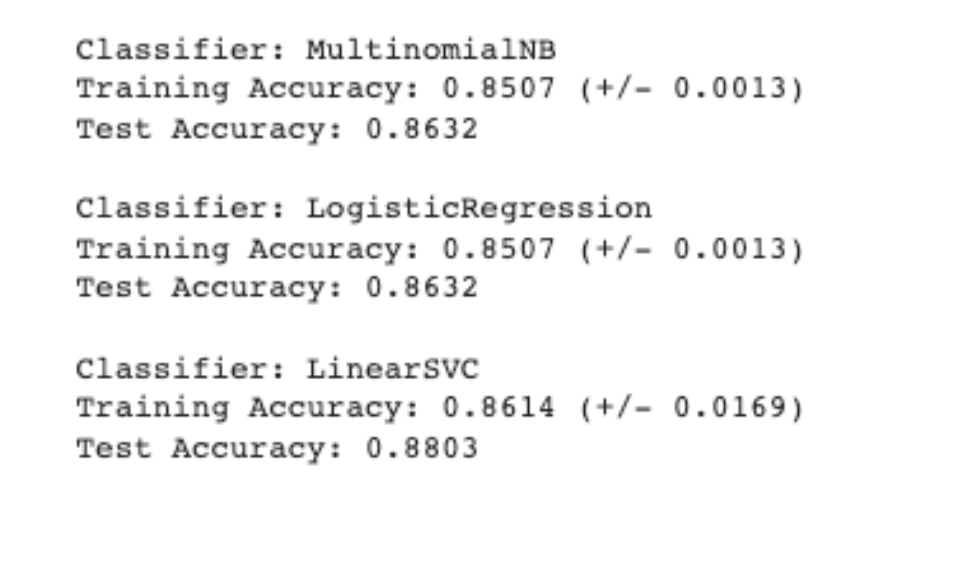 Classifier: MultinomialNB
Training Accuracy: 0.8507 (+/- 0.0013)
Test Accuracy: 0.8632
Classifier: LogisticRegression
Training Accuracy: 0.8507 (+/- 0.0013)
Test Accuracy: 0.8632
Classifier: LinearSVC
Training Accuracy: 0.8614 (+/- 0.0169)
Test Accuracy: 0.8803